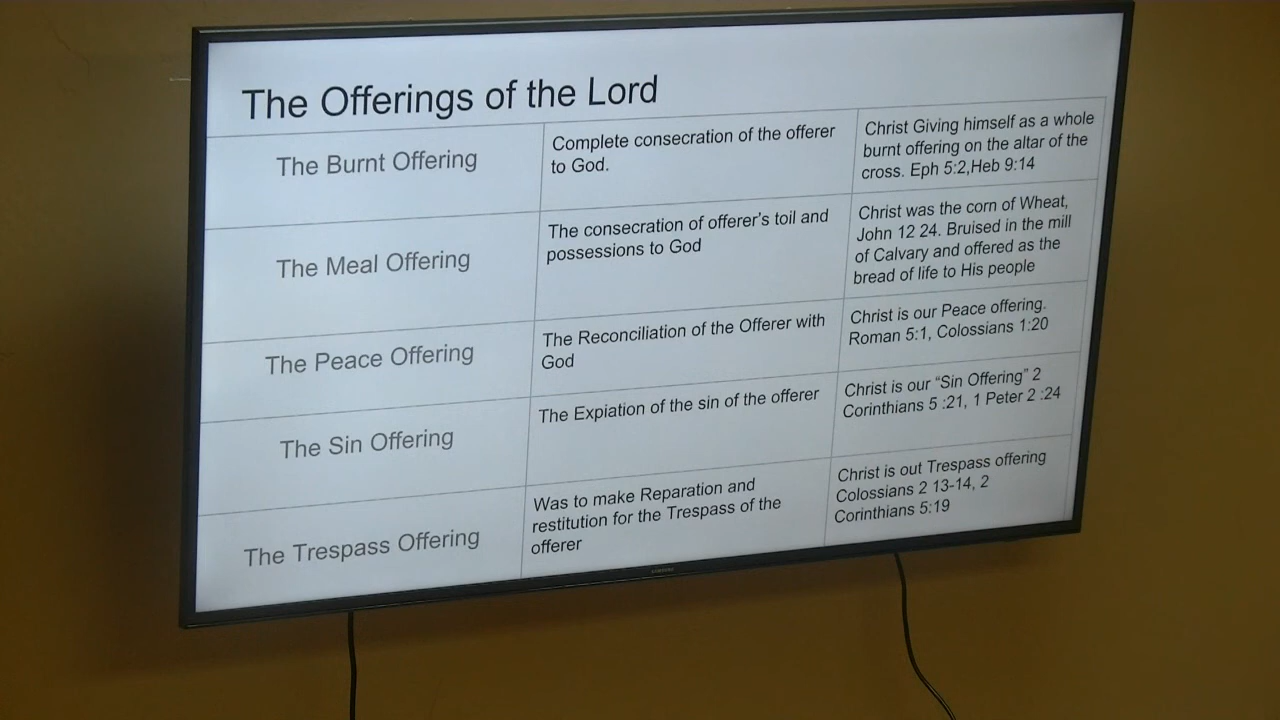 The Offerings of the Lord
The Burnt Offering
Complete consecration of the offerer
to God.
Christ Giving himself as a whole
burnt offering on the altar of the
cross. Eph 5:2,Heb 9:14
The Meal Offering
The consecration of offerer's toil and
possessions to God
Christ was the corn of Wheat,
John 12 24. Bruised in the mill
of Calvary and offered as the
bread of life to His people
The Peace Offering
The Reconciliation of the Offerer with
God
Christ is our Peace offering.
Roman 5:1, Colossians 1:20
The Sin Offering
The Expiation of the sin of the offerer
Christ is our “Sin Offering” 2
Corinthians 5 :21, 1 Peter 2 :24
The Trespass Offering
Was to make Reparation and
restitution for the Trespass of the
offerer
Christ is out Trespass offering
Colossians 2 13-14, 2
Corinthians 5:19
SAMSUNG